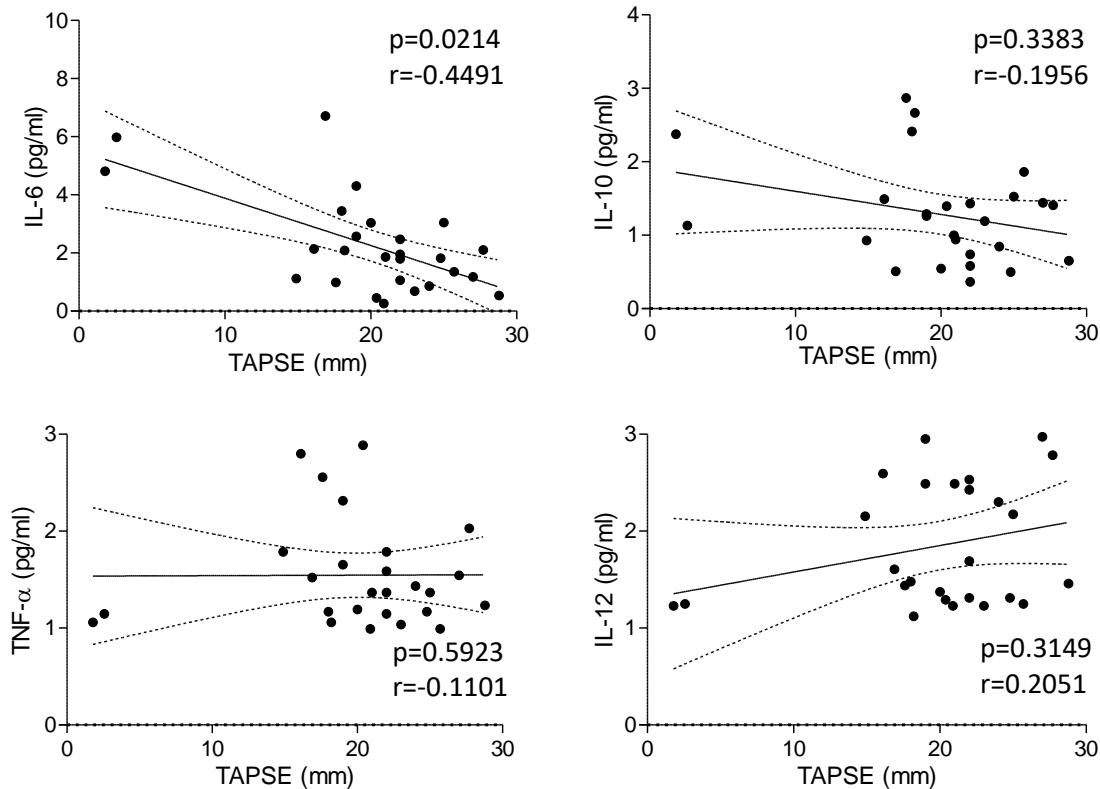 10
8
6
4
2
0
IL-6 (pg/ml)
p=0.0214
r=-0.4491
0 10 20 30
TAPSE (mm)
4
3
2
1
0
IL-10 (pg/ml)
p=0.3383
r=-0.1956
0 10 20 30
TAPSE (mm)
3
2
1
0
TNF-α (pg/ml)
p=0.5923
r=-0.1101
0 10 20 30
TAPSE (mm)
3
2
1
0
IL-12 (pg/ml)
p=0.3149
r=0.2051
0 10 20 30
TAPSE (mm)